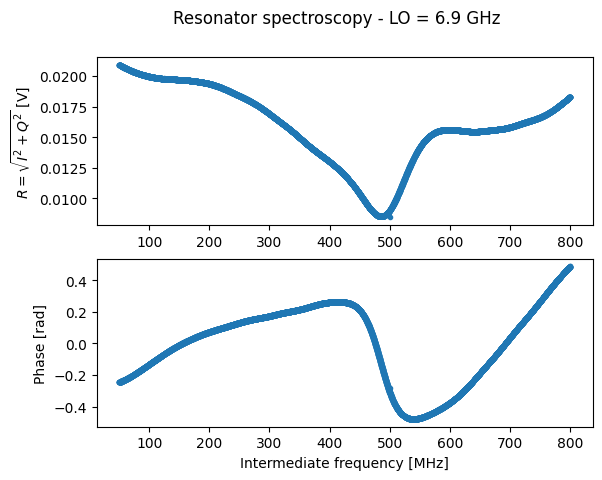 Resonator spectroscopy - LO = 6.9 GHz
R = √I² + Q² [V]
0.0200
0.0175
0.0150
0.0125
0.0100
100 200 300 400 500 600 700 800
Phase [rad]
0.4
0.2
0.0
−0.2
−0.4
100 200 300 400 500 600 700 800
Intermediate frequency [MHz]